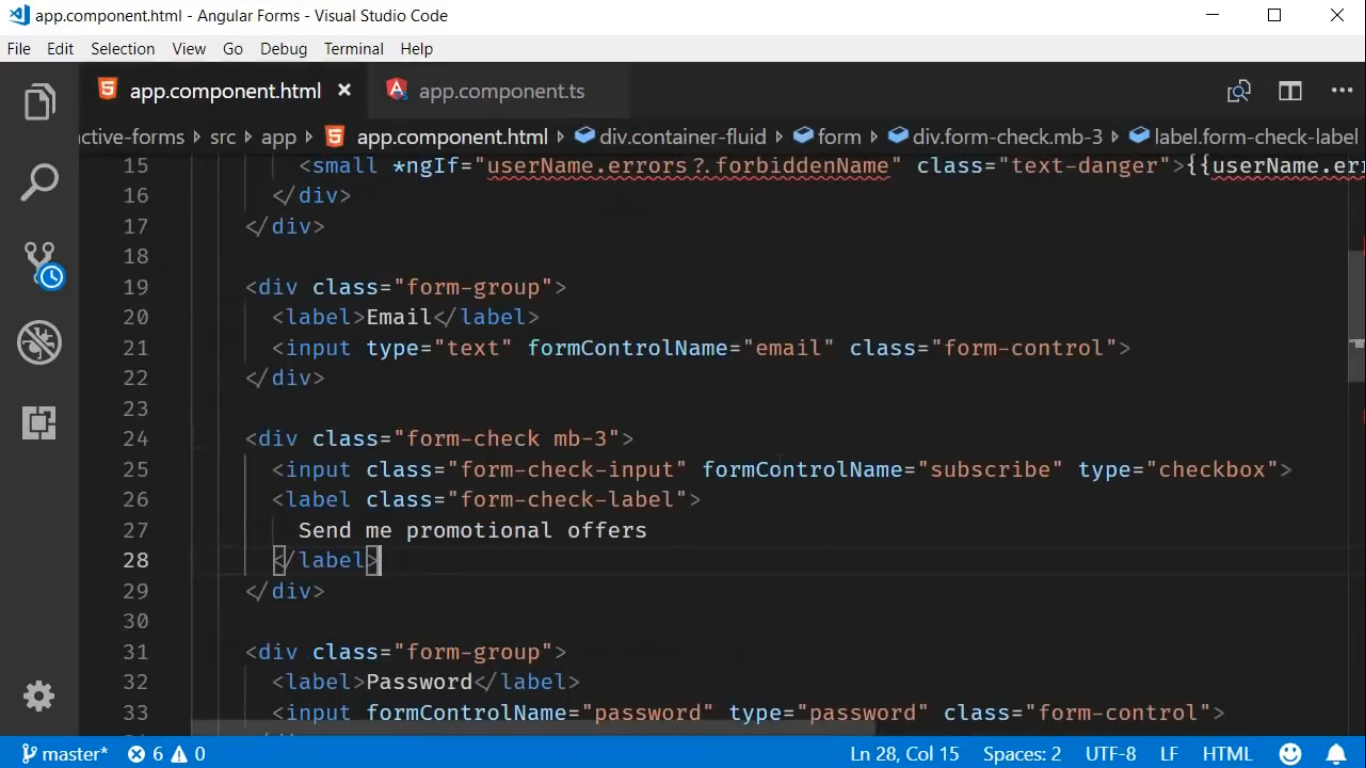 app.component.html - Angular Forms - Visual Studio Code
File Edit Selection View Go Debug Terminal Help
app.component.html app.component.ts
ctive-forms src app app.component.html div.container-fluid form div.form-check.mb-3 label.form-check-label
15 <small *ngIf="userName.errors?.forbiddenName" class="text-danger">{{userName.er
16 </div>
17 </div>
18
19 <div class="form-group">
20 <label>Email</label>
21 <input type="text" formControlName="email" class="form-control">
22 </div>
23
24 <div class="form-check mb-3">
25 <input class="form-check-input" formControlName="subscribe" type="checkbox">
26 <label class="form-check-label">
27 Send me promotional offers
28 </label>
29 </div>
30
31 <div class="form-group">
32 <label>Password</label>
33 <input formControlName="password" type="password" class="form-control">
master* 6 0 Ln 28, Col 15 Spaces: 2 UTF-8 LF HTML